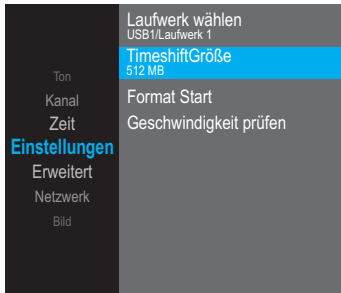 Ton
Kanal
Zeit
Einstellungen
Erweitert
Netzwerk
Bild
Laufwerk wählen
USB1/Laufwerk 1
TimeshiftGröße
512 MB
Format Start
Geschwindigkeit prüfen